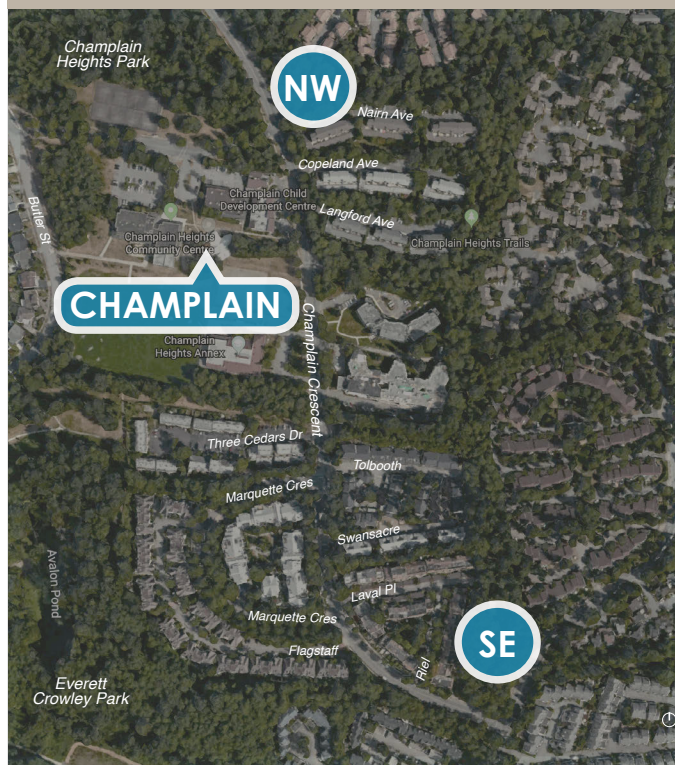 Champlain
Heights Park
NW
Nairn Ave
Copeland Ave
Champlain Child
Development Centre
Butler St
Langford Ave
Champlain Heights
Community Centre
Champlain Heights Trails
CHAMPLAIN
Champlain Crescent
Champlain
Heights Annex
Three Cedars Dr
Tolbooth
Marquette Cres
Swansacre
Avalon Pond
Laval Pl
Marquette Cres
SE
Flagstaff
Riel
Everett
Crowley Park